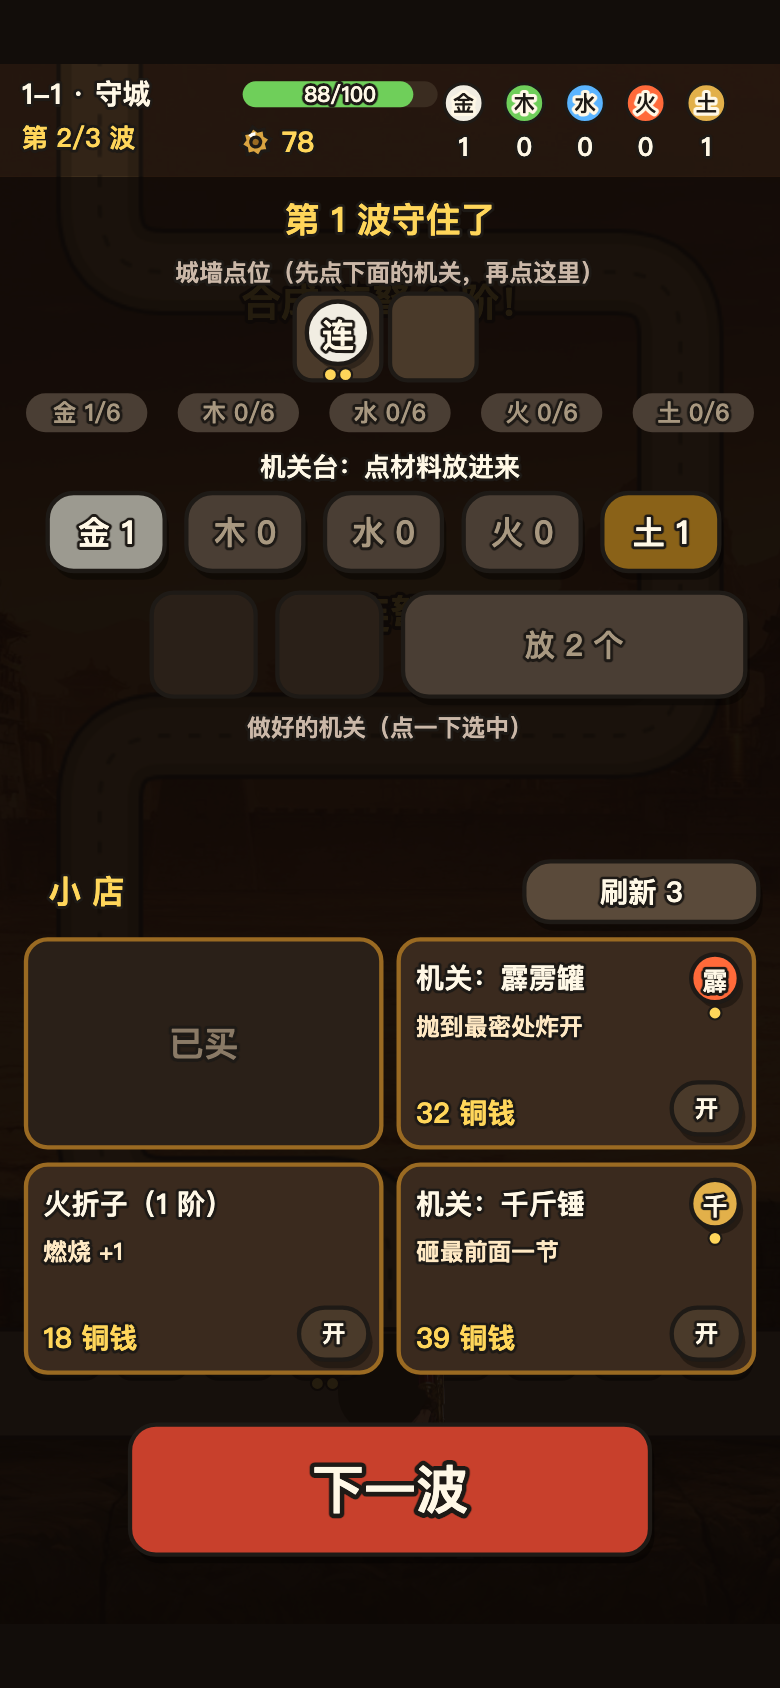 1–1 · 守城
88/100
金 木 水 火 土
第 2/3 波
78
1 0 0 0 1
第 1 波守住了
城墙点位（先点下面的机关，再点这里）
连
金 1/6 木 0/6 水 0/6 火 0/6 土 0/6
机关台：点材料放进来
金 1 木 0 水 0 火 0 土 1
放 2 个
做好的机关（点一下选中）
小 店
刷新 3
已买
机关：霹雳罐
霹
抛到最密处炸开
32 铜钱
开
火折子（1 阶）
燃烧 +1
18 铜钱
开
机关：千斤锤
千
砸最前面一节
39 铜钱
开
下一波